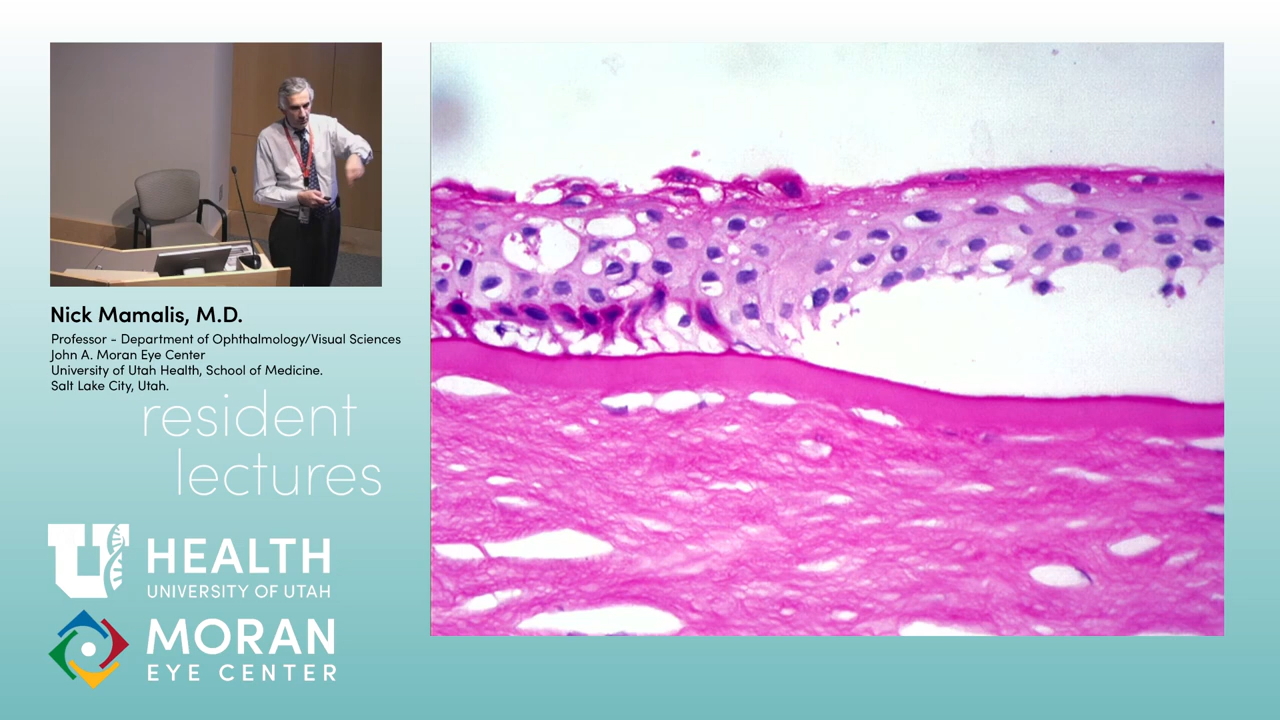 Nick Mamalis, M.D.
Professor - Department of Ophthalmology/Visual Sciences
John A. Moran Eye Center
University of Utah Health, School of Medicine.
Salt Lake City, Utah.
resident
lectures
U HEALTH
UNIVERSITY OF UTAH
MORAN
EYE CENTER